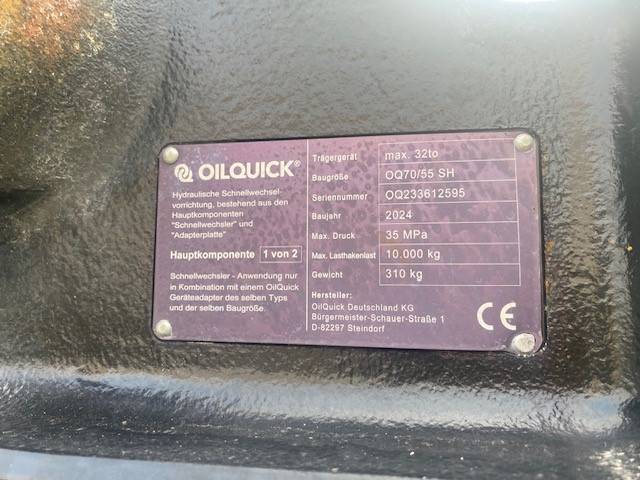 OILQUICK®
Hydraulische Schnellwechsel-
vorrichtung, bestehend aus den
Hauptkomponenten
"Schnellwechsler" und
"Adapterplatte"
Hauptkomponente 1 von 2
Schnellwechsler - Anwendung nur
in Kombination mit einem OilQuick
Geräteadapter des selben Typs
und der selben Baugröße.
Trägergerät max. 32to
Baugröße OQ70/55 SH
Seriennummer OQ233612595
Baujahr 2024
Max. Druck 35 MPa
Max. Lasthakenlast 10.000 kg
Gewicht 310 kg
Hersteller:
OilQuick Deutschland KG
Bürgermeister-Schauer-Straße 1
D-82297 Steindorf
CE